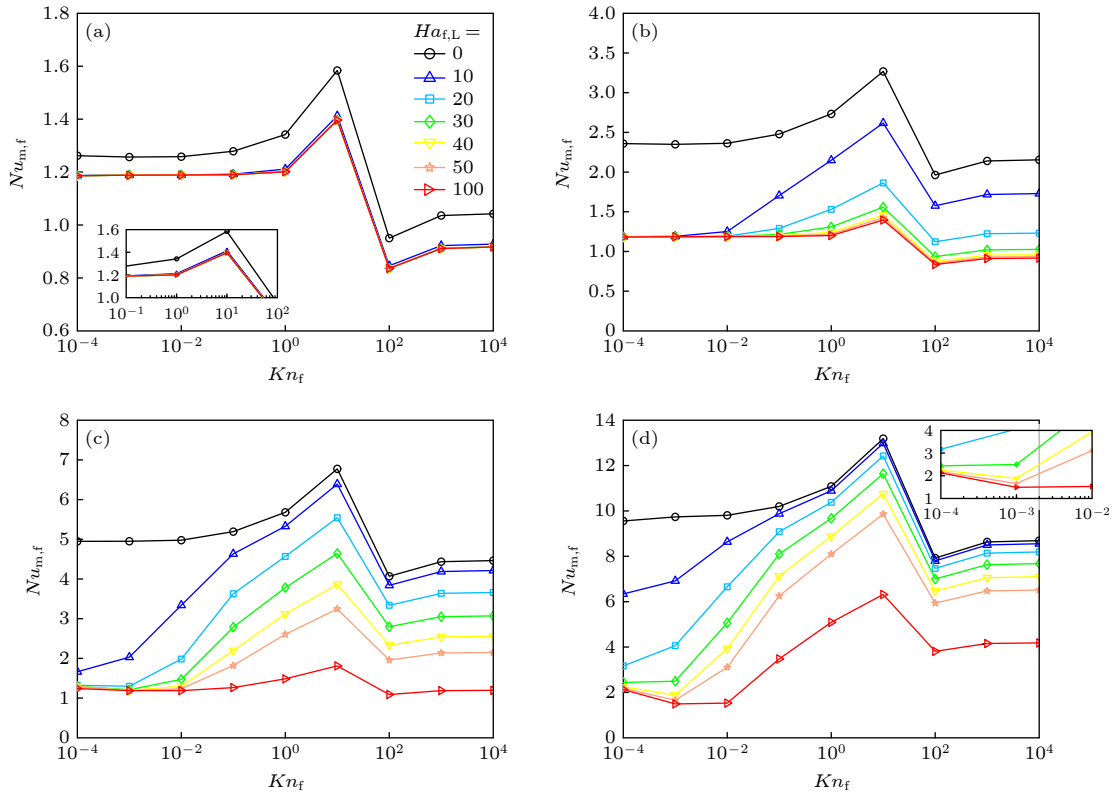 (a)
Ha_f,L =
0
10
20
30
40
50
100
1.8
1.6
1.4
1.2
1.0
0.8
0.6
Nu_m,f
1.6
1.4
1.2
1.0
10^-1 10^0 10^1 10^2
10^-4 10^-2 10^0 10^2 10^4
Kn_f
(b)
4.0
3.5
3.0
2.5
2.0
1.5
1.0
0.5
0
Nu_m,f
10^-4 10^-2 10^0 10^2 10^4
Kn_f
(c)
8
7
6
5
4
3
2
1
0
Nu_m,f
10^-4 10^-2 10^0 10^2 10^4
Kn_f
(d)
14
12
10
8
6
4
2
0
Nu_m,f
4
3
2
1
10^-4 10^-3 10^-2
10^-4 10^-2 10^0 10^2 10^4
Kn_f